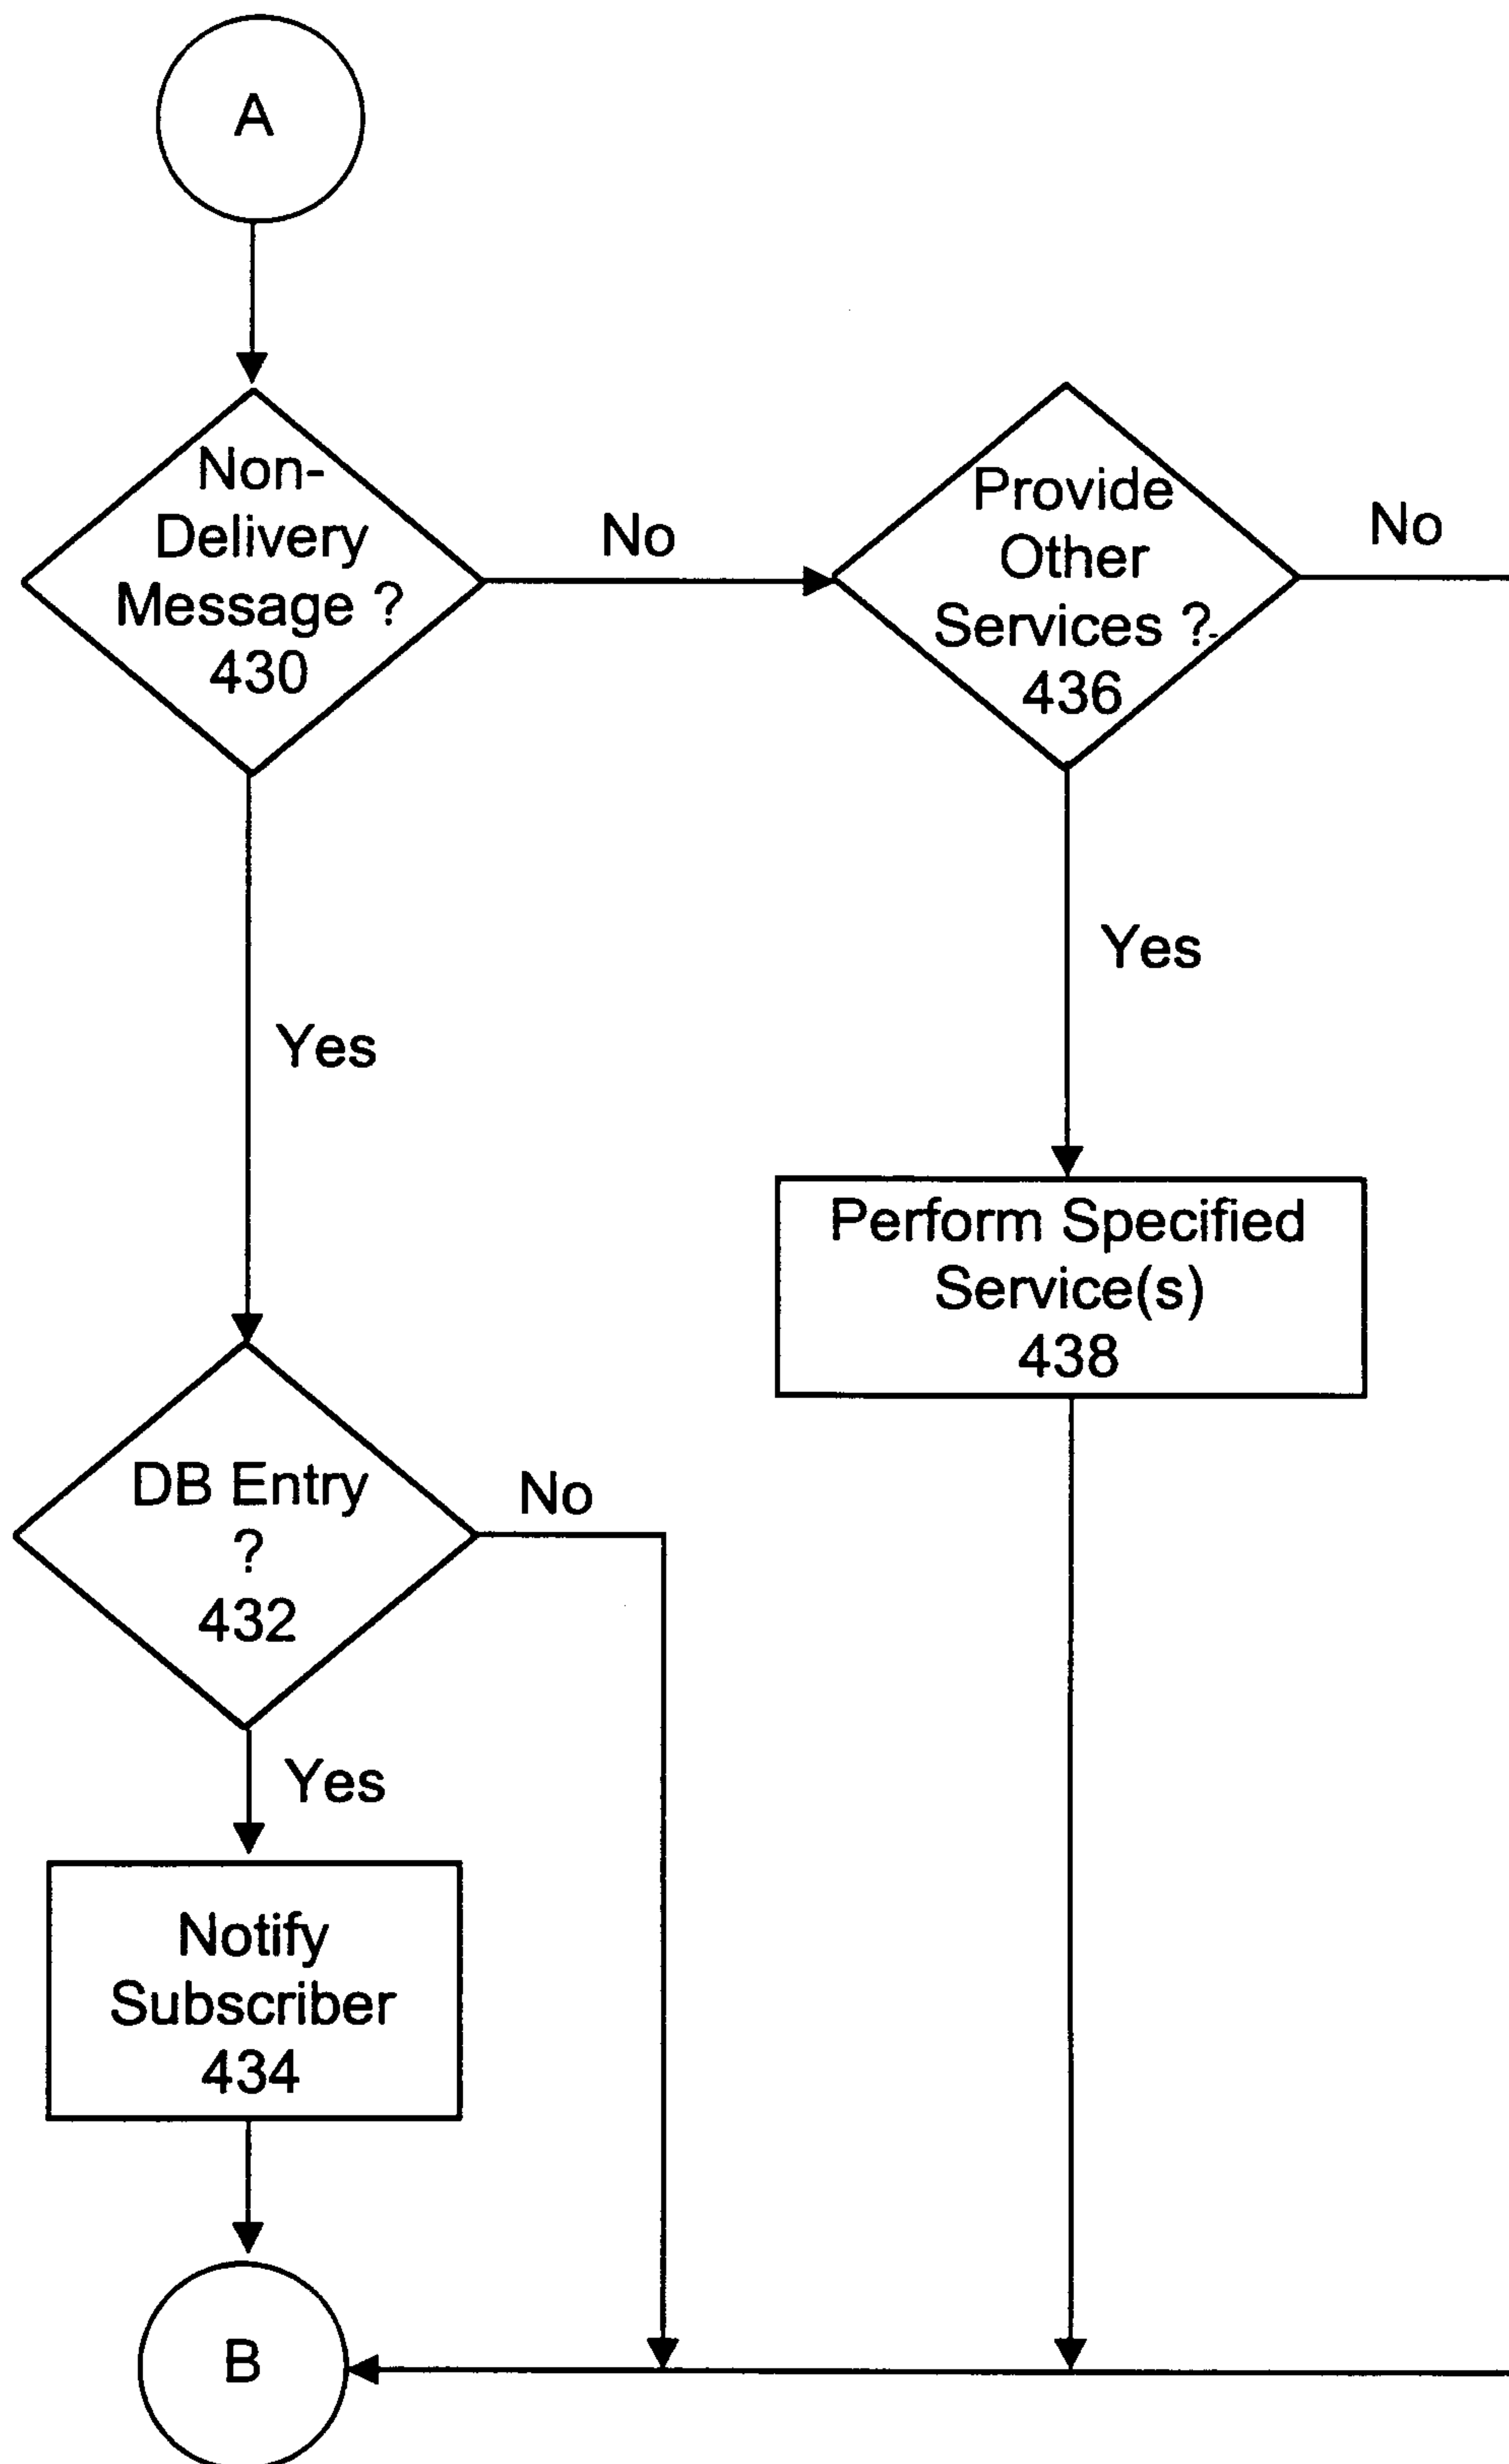 A
Non-
Delivery
Message ?
430
No
Provide
Other
Services ?
436
No
Yes
Yes
Perform Specified
Service(s)
438
DB Entry
?
432
No
Yes
Notify
Subscriber
434
B